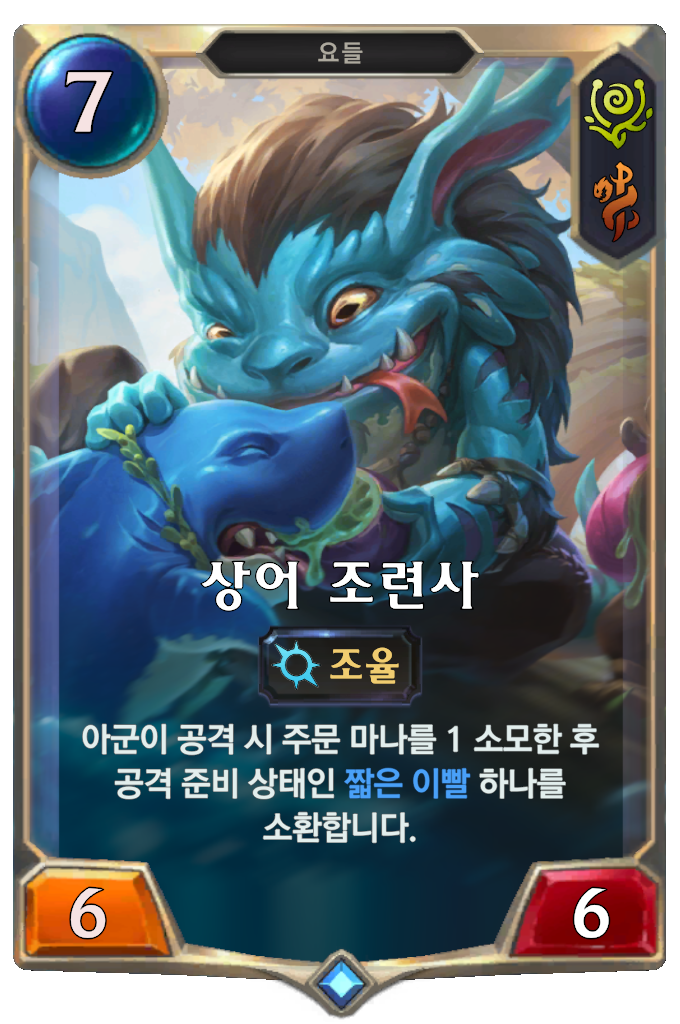 요들
7
상어 조련사
조율
아군이 공격 시 주문 마나를 1 소모한 후
공격 준비 상태인 짧은 이빨 하나를
소환합니다.
6
6